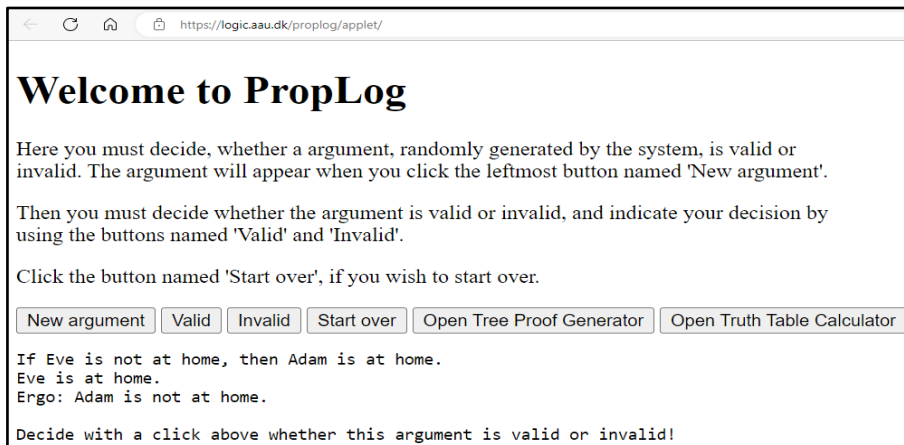 https://logic.aau.dk/proplog/applet/
Welcome to PropLog
Here you must decide, whether a argument, randomly generated by the system, is valid or
invalid. The argument will appear when you click the leftmost button named 'New argument'.
Then you must decide whether the argument is valid or invalid, and indicate your decision by
using the buttons named 'Valid' and 'Invalid'.
Click the button named 'Start over', if you wish to start over.
New argument Valid Invalid Start over Open Tree Proof Generator Open Truth Table Calculator
If Eve is not at home, then Adam is at home.
Eve is at home.
Ergo: Adam is not at home.
Decide with a click above whether this argument is valid or invalid!